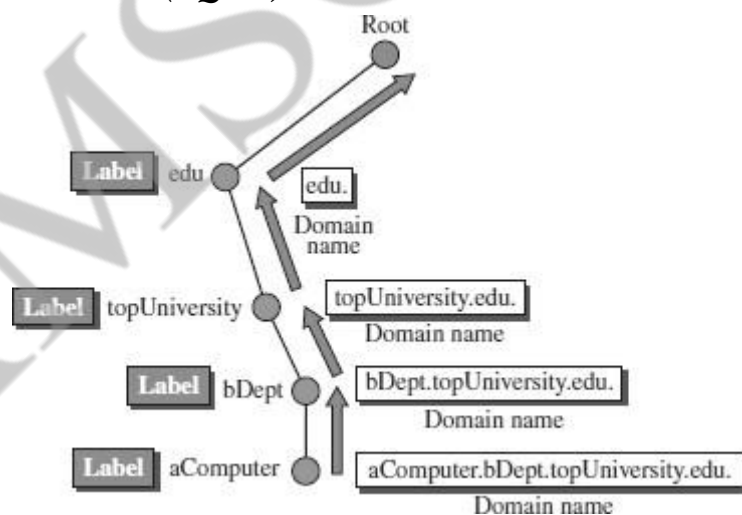 Root
Label edu
edu.
Domain
name
Label topUniversity
topUniversity.edu.
Domain name
Label bDept
bDept.topUniversity.edu.
Domain name
Label aComputer
aComputer.bDept.topUniversity.edu.
Domain name